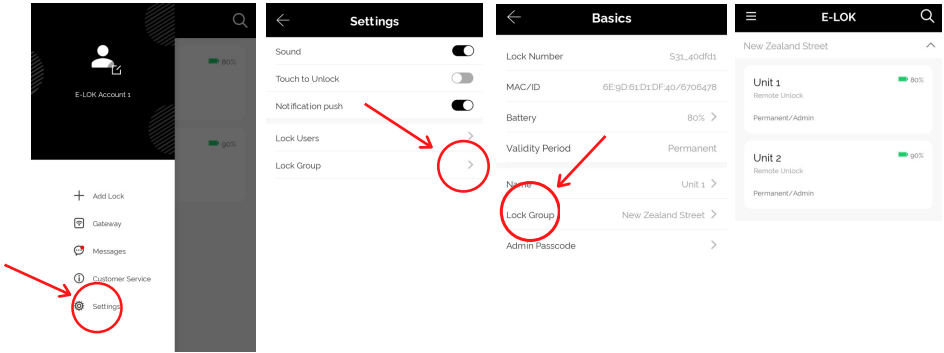 80%
E-LOK Account 1
90%
Add Lock
Gateway
Messages
Customer Service
Settings
Settings
Sound
Touch to Unlock
Notification push
Lock Users
Lock Group
Basics
Lock Number S31_40dfd1
MAC/ID 6E:9D:61:D1:DF:40/6706478
Battery 80%
Validity Period Permanent
Name Unit 1
Lock Group New Zealand Street
Admin Passcode
E-LOK
New Zealand Street
Unit 1 80%
Remote Unlock
Permanent/Admin
Unit 2 90%
Remote Unlock
Permanent/Admin